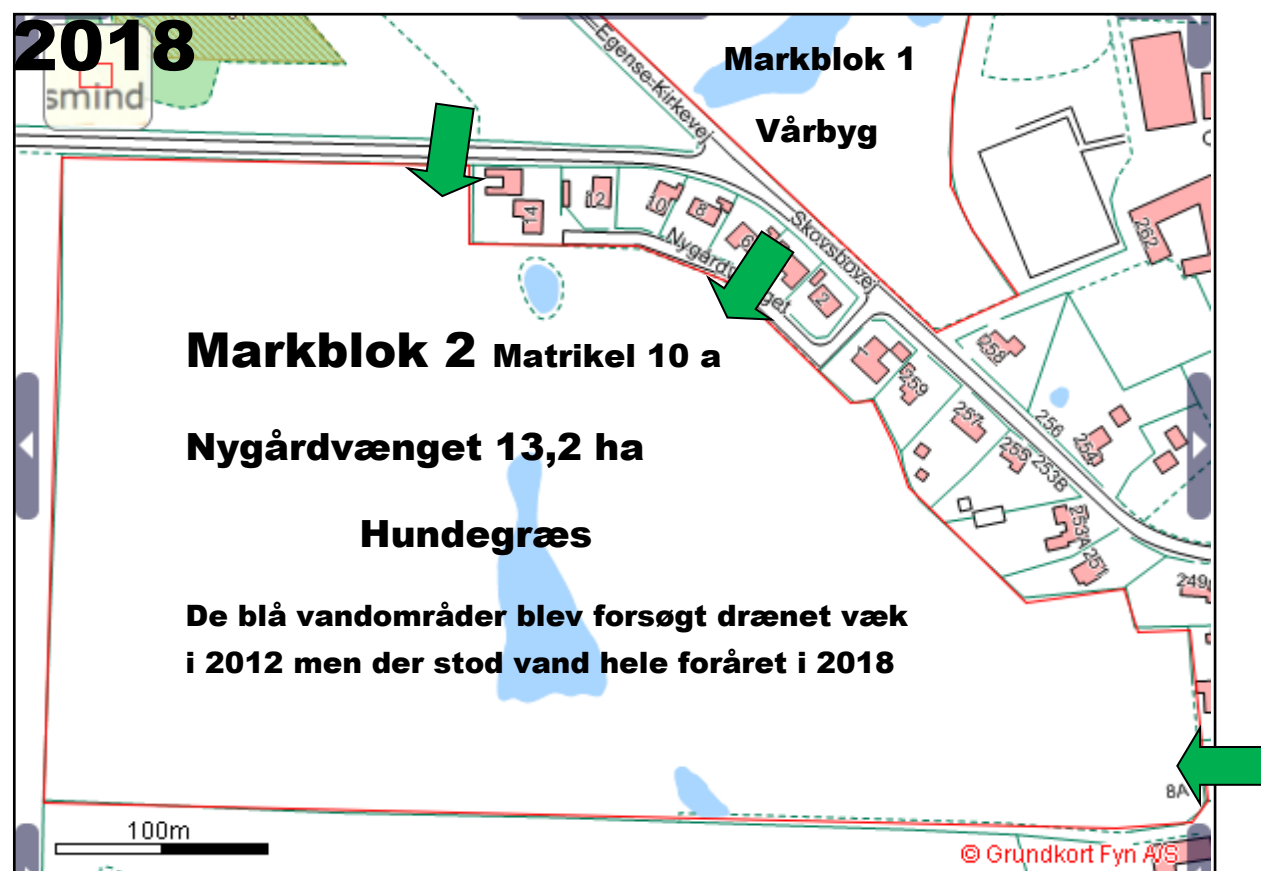 2018
smind
Markblok 1
Vårbyg
Egense-Kirkevej
Skovsbovej
14
12
10
8
6
2
262
258
1
259
257
256
255
254
253B
253A
251
249
Markblok 2 Matrikel 10 a
Nygårdvænget 13,2 ha
Hundegræs
De blå vandområder blev forsøgt drænet væk
i 2012 men der stod vand hele foråret i 2018
8A
100m
© Grundkort Fyn A/S